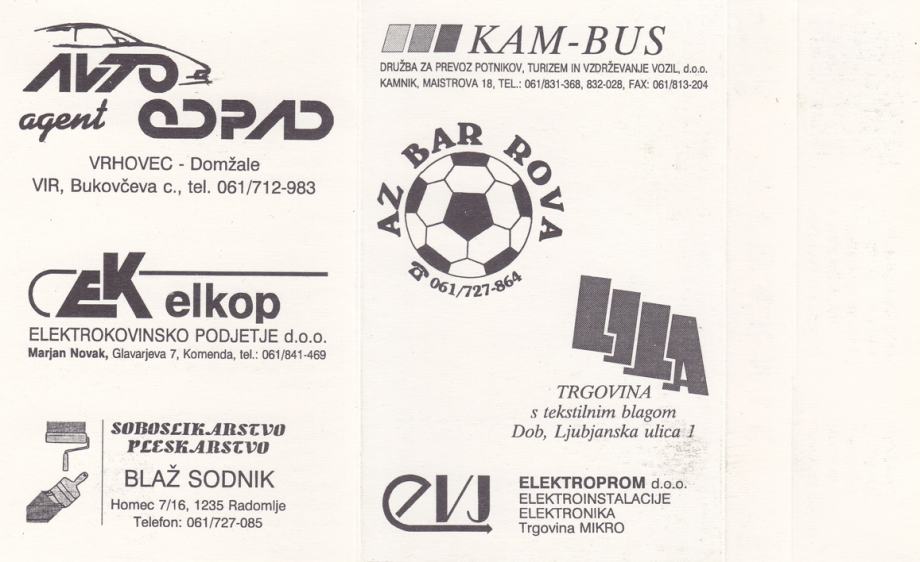 AVTO
agent ODPAD
VRHOVEC - Domžale
VIR, Bukovčeva c., tel. 061/712-983
EK elkop
ELEKTROKOVINSKO PODJETJE d.o.o.
Marjan Novak, Glavarjeva 7, Komenda, tel.: 061/841-469
SOBOSLIKARSTVO
PLESKARSTVO
BLAŽ SODNIK
Homec 7/16, 1235 Radomlje
Telefon: 061/727-085
KAM-BUS
DRUŽBA ZA PREVOZ POTNIKOV, TURIZEM IN VZDRŽEVANJE VOZIL, d.o.o.
KAMNIK, MAISTROVA 18, TEL.: 061/831-368, 832-028, FAX: 061/813-204
AZ BAR ROVA
☎ 061/727-864
LILA
TRGOVINA
s tekstilnim blagom
Dob, Ljubjanska ulica 1
EVJ
ELEKTROPROM d.o.o.
ELEKTROINSTALACIJE
ELEKTRONIKA
Trgovina MIKRO